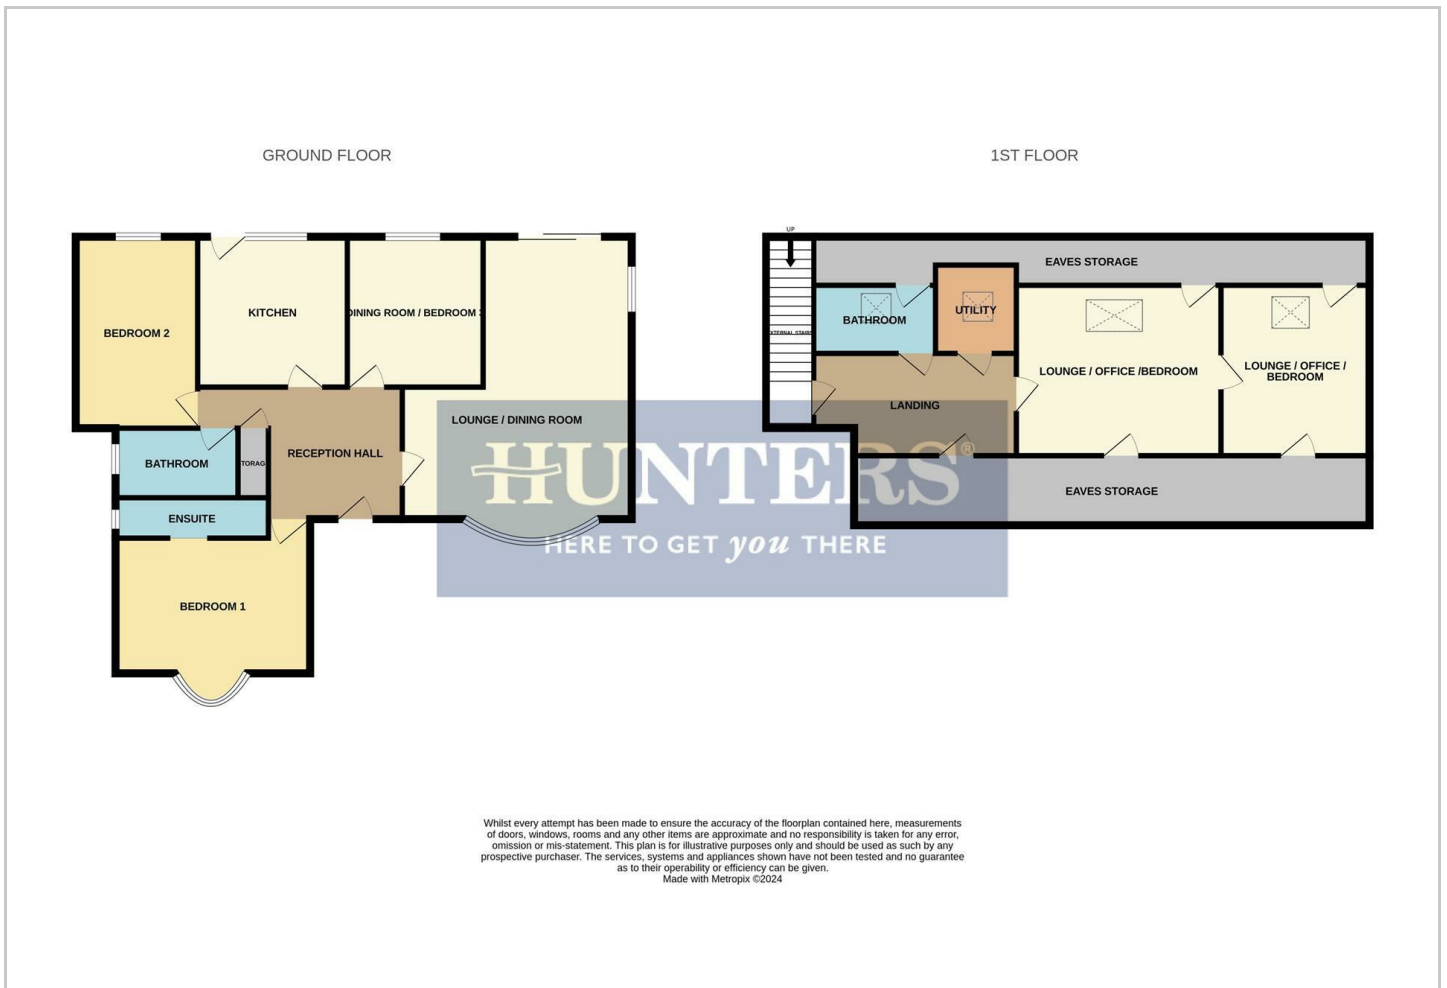 GROUND FLOOR
1ST FLOOR
UP
EAVES STORAGE
KITCHEN
DINING ROOM / BEDROOM 3
BEDROOM 2
BATHROOM
UTILITY
EXTERNAL STAIRS
LOUNGE / OFFICE /BEDROOM
LOUNGE / OFFICE /
BEDROOM
LANDING
LOUNGE / DINING ROOM
RECEPTION HALL
BATHROOM
STORAGE
EAVES STORAGE
ENSUITE
BEDROOM 1
HUNTERS®
HERE TO GET you THERE
Whilst every attempt has been made to ensure the accuracy of the floorplan contained here, measurements
of doors, windows, rooms and any other items are approximate and no responsibility is taken for any error,
omission or mis-statement. This plan is for illustrative purposes only and should be used as such by any
prospective purchaser. The services, systems and appliances shown have not been tested and no guarantee
as to their operability or efficiency can be given.
Made with Metropix ©2024